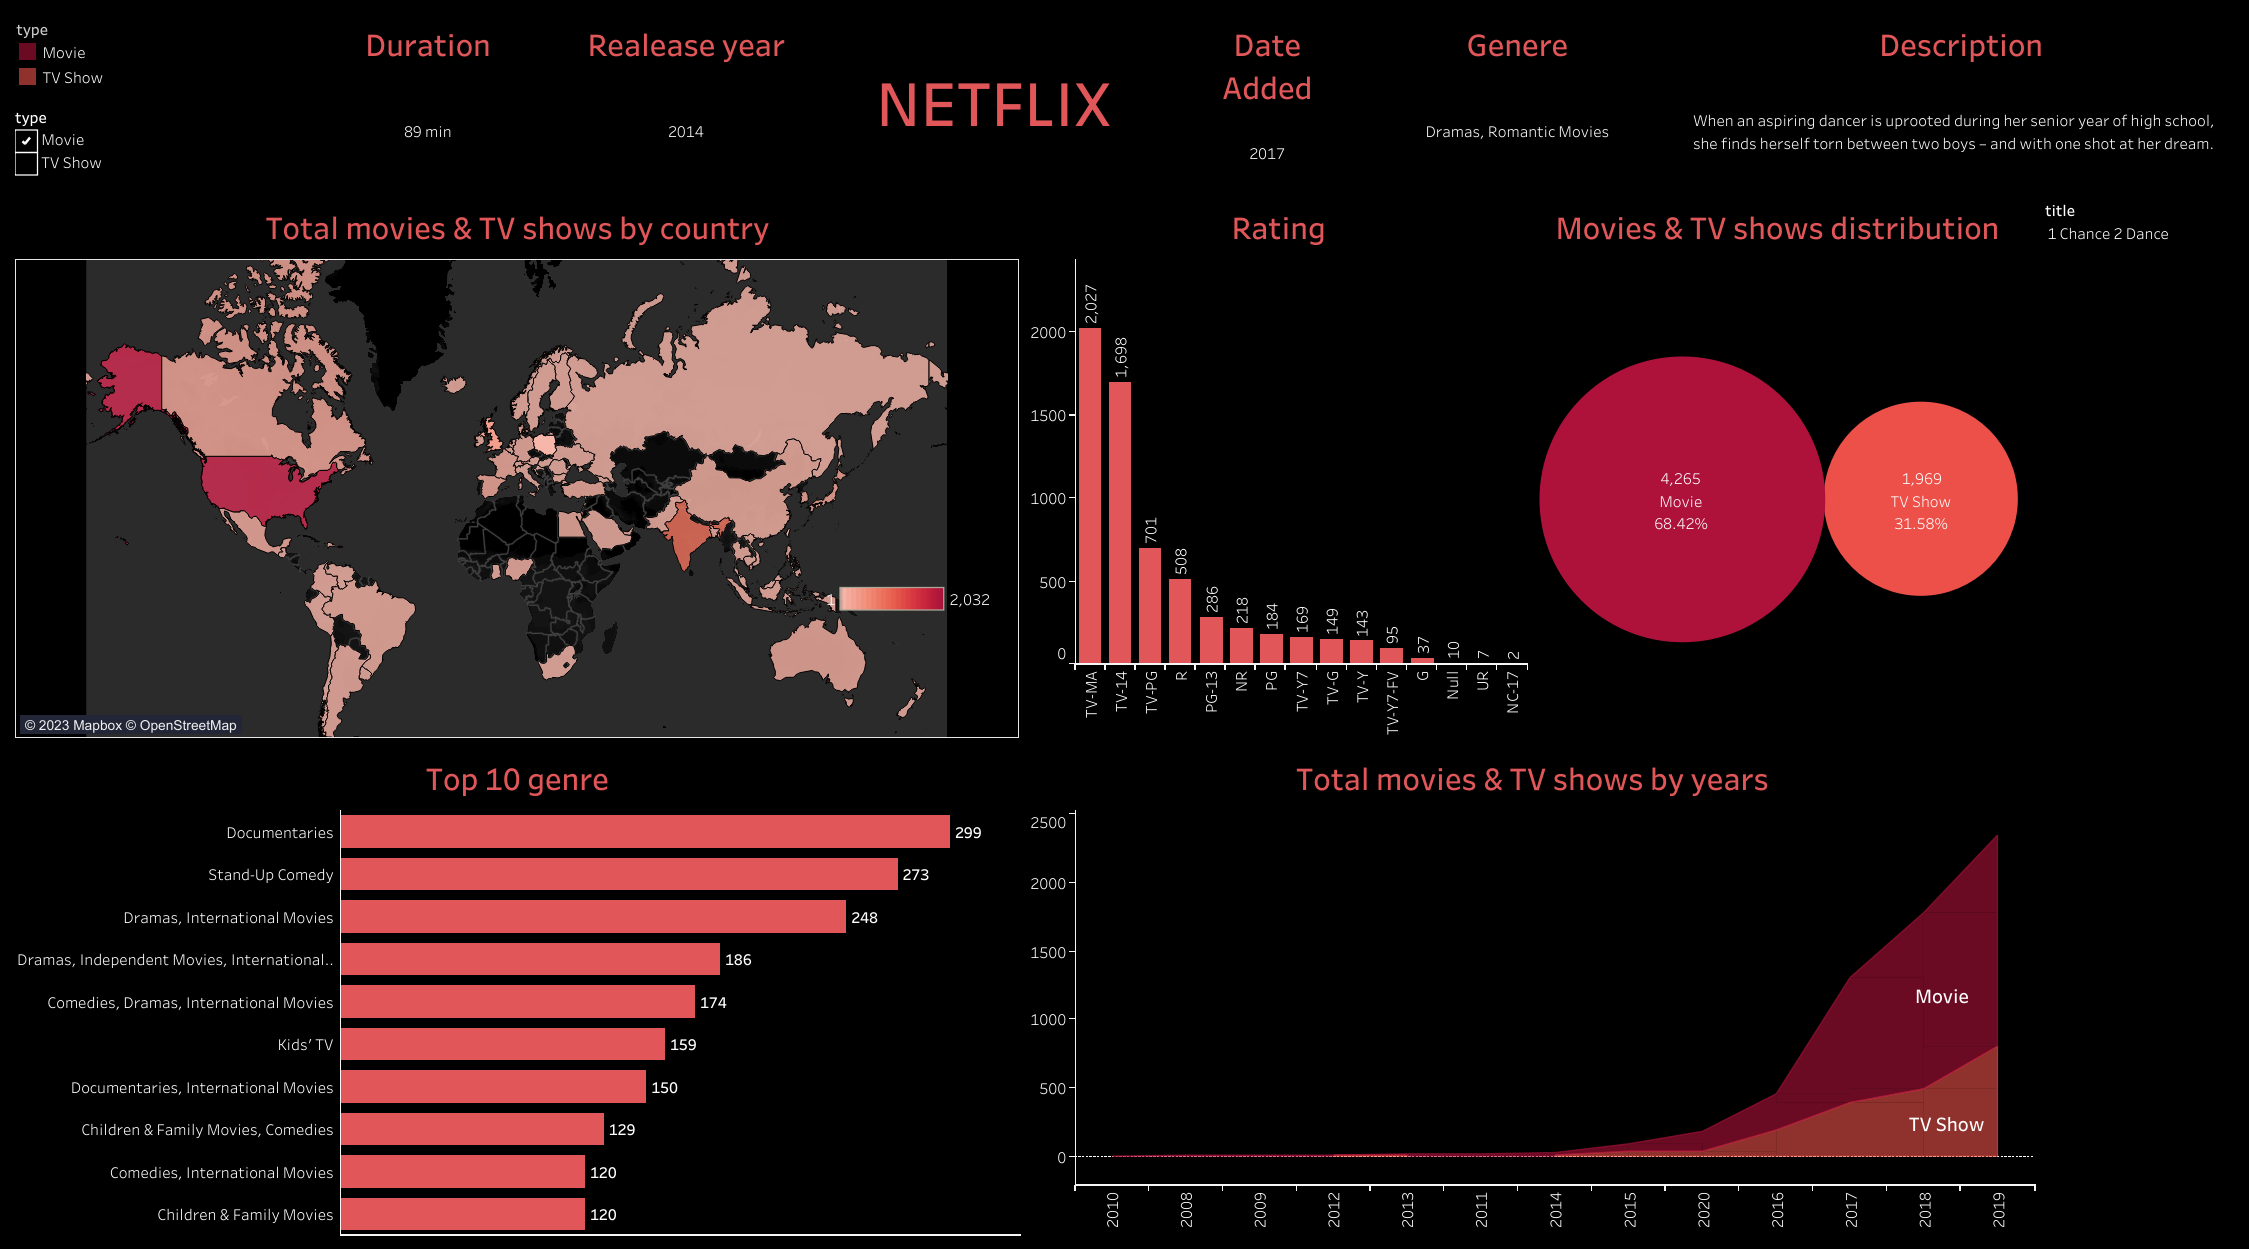 type
Movie
TV Show
type
Movie
TV Show
Duration
89 min
Realease year
2014
NETFLIX
Date
Added
2017
Genere
Dramas, Romantic Movies
Description
When an aspiring dancer is uprooted during her senior year of high school,
she finds herself torn between two boys – and with one shot at her dream.
Total movies & TV shows by country
1
2,032
© 2023 Mapbox © OpenStreetMap
Rating
2000
1500
1000
500
0
2,027
1,698
701
508
286
218
184
169
149
143
95
37
10
7
2
TV-MA
TV-14
TV-PG
R
PG-13
NR
PG
TV-Y7
TV-G
TV-Y
TV-Y7-FV
G
Null
UR
NC-17
Movies & TV shows distribution
4,265
Movie
68.42%
1,969
TV Show
31.58%
title
1 Chance 2 Dance
Top 10 genre
Documentaries 299
Stand-Up Comedy 273
Dramas, International Movies 248
Dramas, Independent Movies, International.. 186
Comedies, Dramas, International Movies 174
Kids' TV 159
Documentaries, International Movies 150
Children & Family Movies, Comedies 129
Comedies, International Movies 120
Children & Family Movies 120
Total movies & TV shows by years
2500
2000
1500
1000
500
0
Movie
TV Show
2010
2008
2009
2012
2013
2011
2014
2015
2020
2016
2017
2018
2019